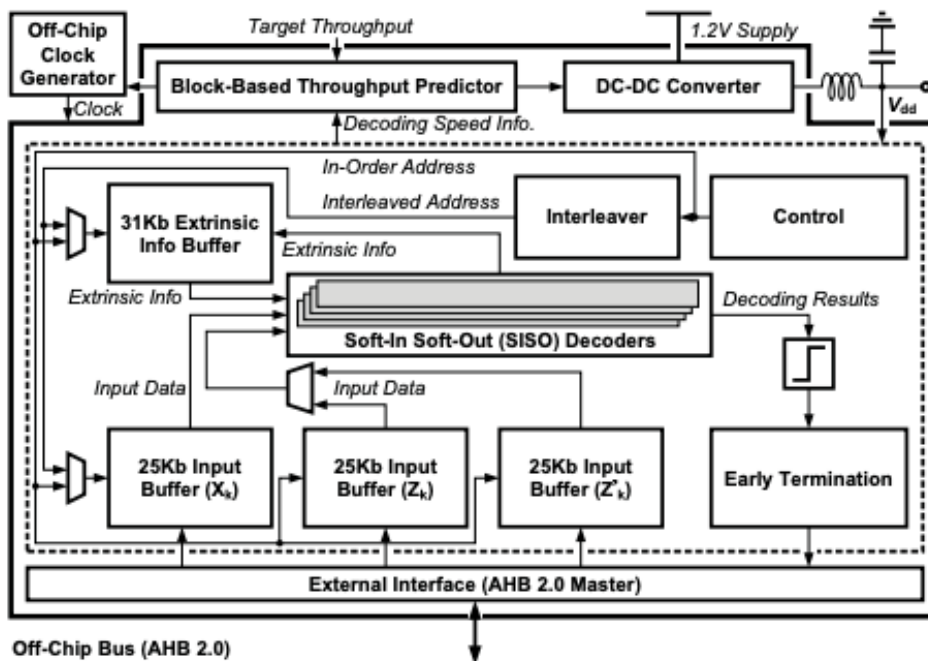 Off-Chip
Clock
Generator
Target Throughput
1.2V Supply
Block-Based Throughput Predictor
DC-DC Converter
Clock
Decoding Speed Info.
Vdd
In-Order Address
Interleaved Address
31Kb Extrinsic
Info Buffer
Interleaver
Control
Extrinsic Info
Extrinsic Info
Decoding Results
Soft-In Soft-Out (SISO) Decoders
Input Data
Input Data
25Kb Input
Buffer (Xk)
25Kb Input
Buffer (Zk)
25Kb Input
Buffer (Z'k)
Early Termination
External Interface (AHB 2.0 Master)
Off-Chip Bus (AHB 2.0)